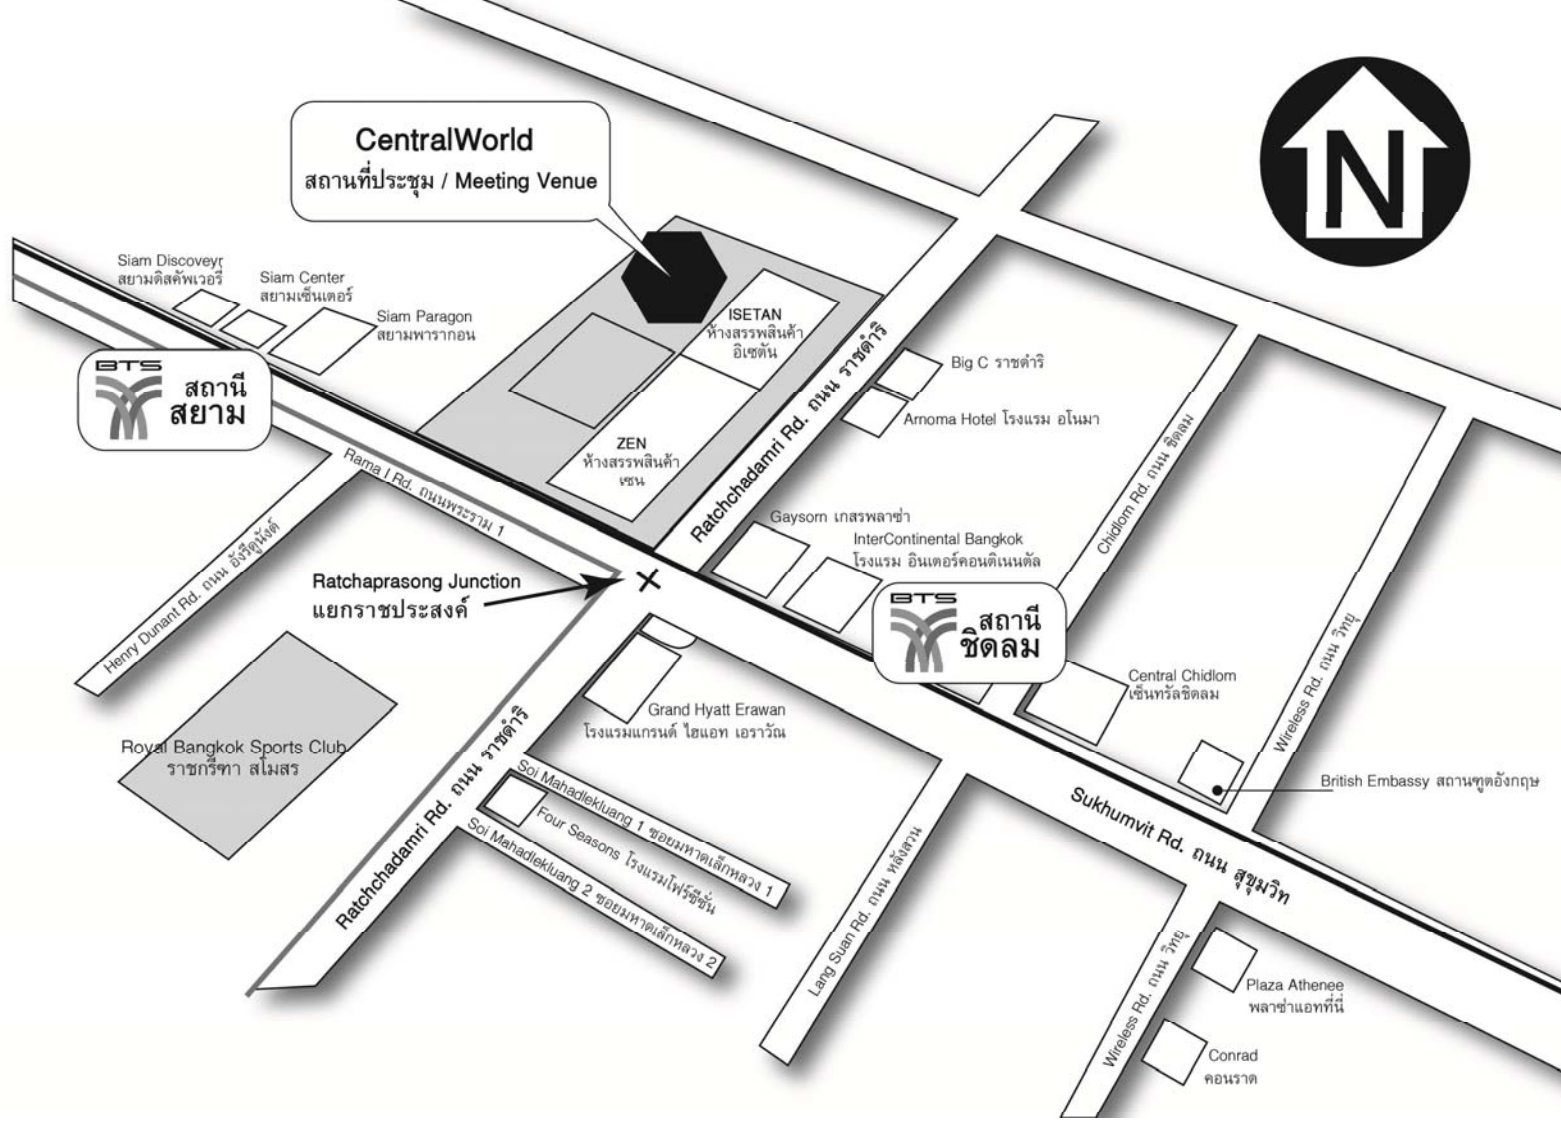 CentralWorld
สถานที่ประชุม / Meeting Venue
N
Siam Discoveyr
สยามดิสคัพเวอรี่
Siam Center
สยามเซ็นเตอร์
Siam Paragon
สยามพารากอน
BTS
สถานี
สยาม
ISETAN
ห้างสรรพสินค้า
อิเซตัน
ZEN
ห้างสรรพสินค้า
เซน
Ratchchadamri Rd. ถนน ราชดำริ
Big C ราชดำริ
Arnoma Hotel โรงแรม อโนมา
Chidlom Rd. ถนน ชิดลม
Rama I Rd. ถนนพระราม 1
Henry Dunant Rd. ถนน อังรีดูนังต์
Gaysorn เกสรพลาซ่า
InterContinental Bangkok
โรงแรม อินเตอร์คอนติเนนตัล
Ratchaprasong Junction
แยกราชประสงค์
BTS
สถานี
ชิดลม
Wireless Rd. ถนน วิทยุ
Central Chidlom
เซ็นทรัลชิดลม
Grand Hyatt Erawan
โรงแรมแกรนด์ ไฮแอท เอราวัณ
Royal Bangkok Sports Club
ราชกรีฑา สโมสร
British Embassy สถานฑูตอังกฤษ
Ratchchadamri Rd. ถนน ราชดำริ
Soi Mahadlekluang 1 ซอยมหาดเล็กหลวง 1
Four Seasons โรงแรมโฟร์ซีซั่น
Soi Mahadlekluang 2 ซอยมหาดเล็กหลวง 2
Sukhumvit Rd. ถนน สุขุมวิท
Lang Suan Rd. ถนน หลังสวน
Wireless Rd. ถนน วิทยุ
Plaza Athenee
พลาซ่าแอทที่นี่
Conrad
คอนราด